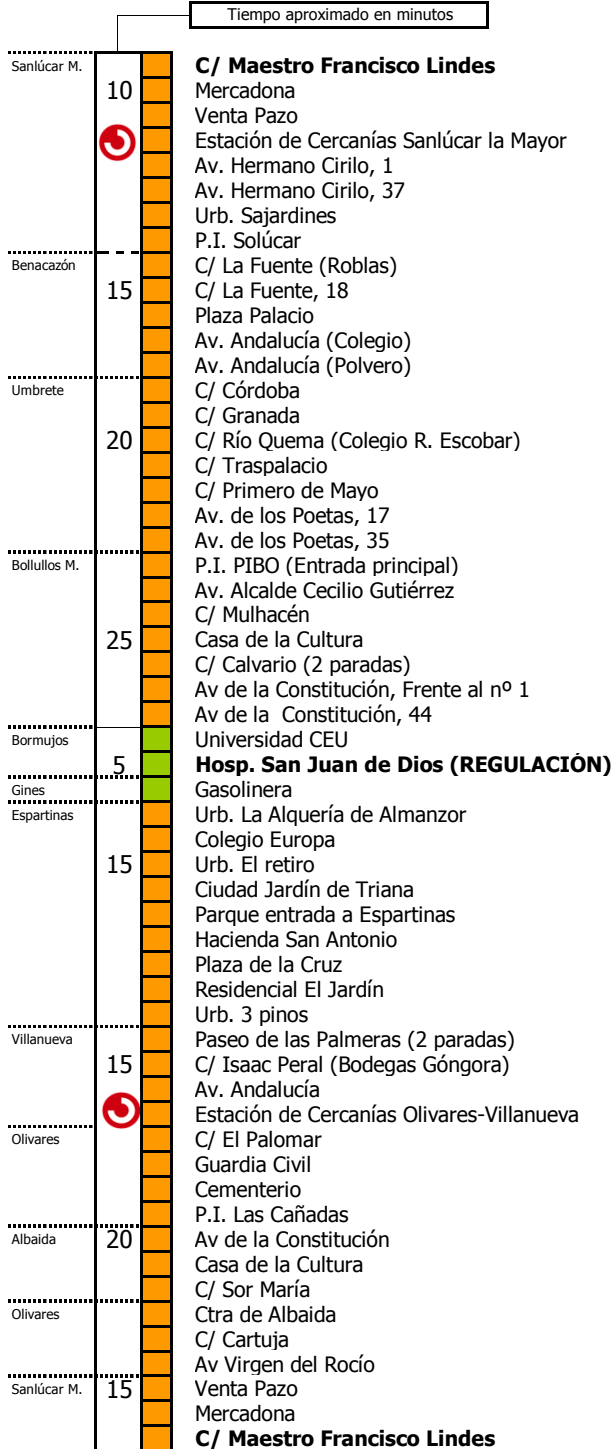 Tiempo aproximado en minutos
Sanlúcar M. C/ Maestro Francisco Lindes
10 Mercadona
Venta Pazo
Estación de Cercanías Sanlúcar la Mayor
Av. Hermano Cirilo, 1
Av. Hermano Cirilo, 37
Urb. Sajardines
P.I. Solúcar
Benacazón C/ La Fuente (Roblas)
15 C/ La Fuente, 18
Plaza Palacio
Av. Andalucía (Colegio)
Av. Andalucía (Polvero)
Umbrete C/ Córdoba
C/ Granada
20 C/ Río Quema (Colegio R. Escobar)
C/ Traspalacio
C/ Primero de Mayo
Av. de los Poetas, 17
Av. de los Poetas, 35
Bollullos M. P.I. PIBO (Entrada principal)
Av. Alcalde Cecilio Gutiérrez
C/ Mulhacén
25 Casa de la Cultura
C/ Calvario (2 paradas)
Av de la Constitución, Frente al nº 1
Av de la Constitución, 44
Bormujos Universidad CEU
5 Hosp. San Juan de Dios (REGULACIÓN)
Gines Gasolinera
Espartinas Urb. La Alquería de Almanzor
Colegio Europa
15 Urb. El retiro
Ciudad Jardín de Triana
Parque entrada a Espartinas
Hacienda San Antonio
Plaza de la Cruz
Residencial El Jardín
Urb. 3 pinos
Villanueva Paseo de las Palmeras (2 paradas)
15 C/ Isaac Peral (Bodegas Góngora)
Av. Andalucía
Estación de Cercanías Olivares-Villanueva
Olivares C/ El Palomar
Guardia Civil
Cementerio
P.I. Las Cañadas
Albaida 20 Av de la Constitución
Casa de la Cultura
C/ Sor María
Olivares Ctra de Albaida
C/ Cartuja
Av Virgen del Rocío
Sanlúcar M. 15 Venta Pazo
Mercadona
C/ Maestro Francisco Lindes